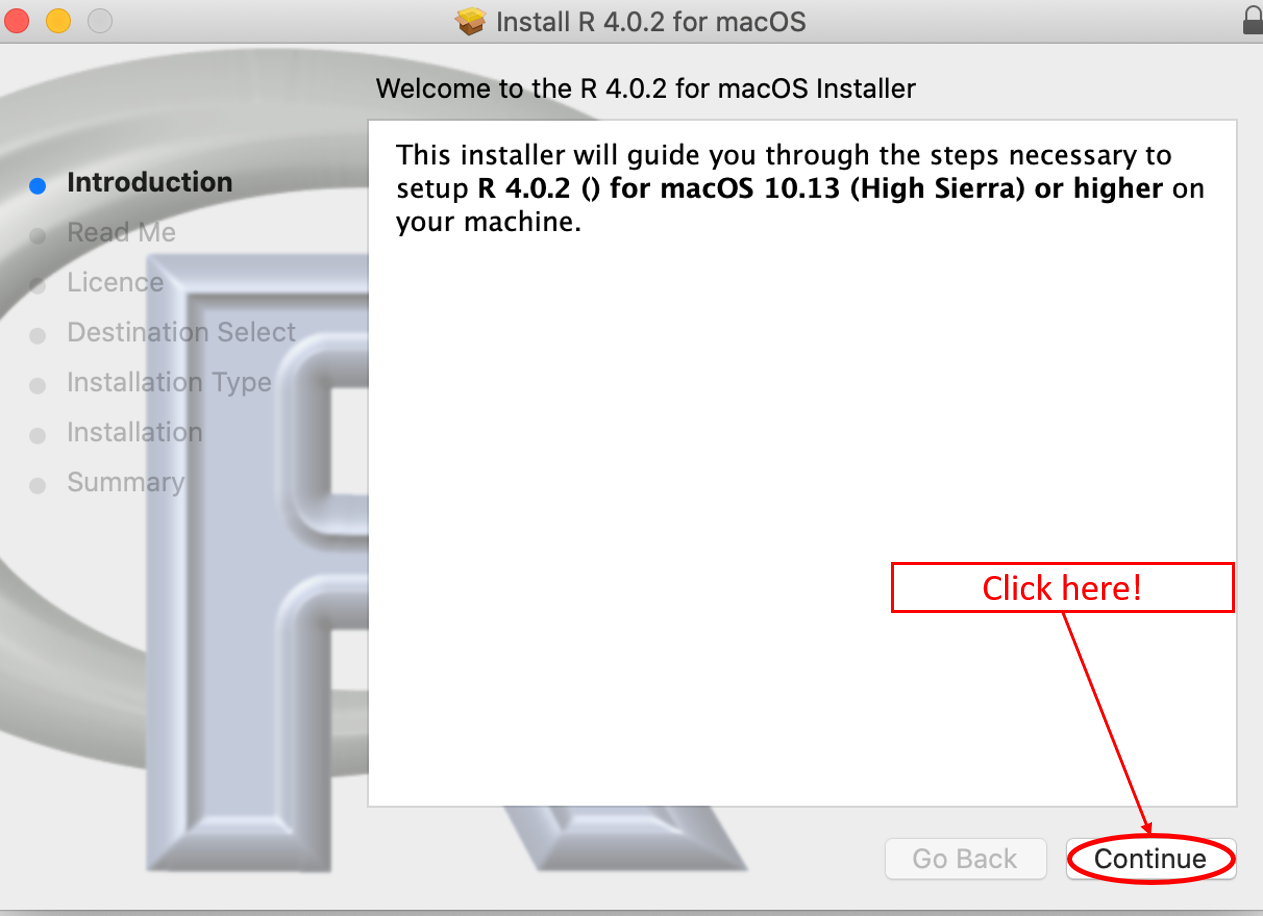 Install R 4.0.2 for macOS
Welcome to the R 4.0.2 for macOS Installer
Introduction
Read Me
Licence
Destination Select
Installation Type
Installation
Summary
This installer will guide you through the steps necessary to
setup R 4.0.2 () for macOS 10.13 (High Sierra) or higher on
your machine.
Click here!
Go Back
Continue
R